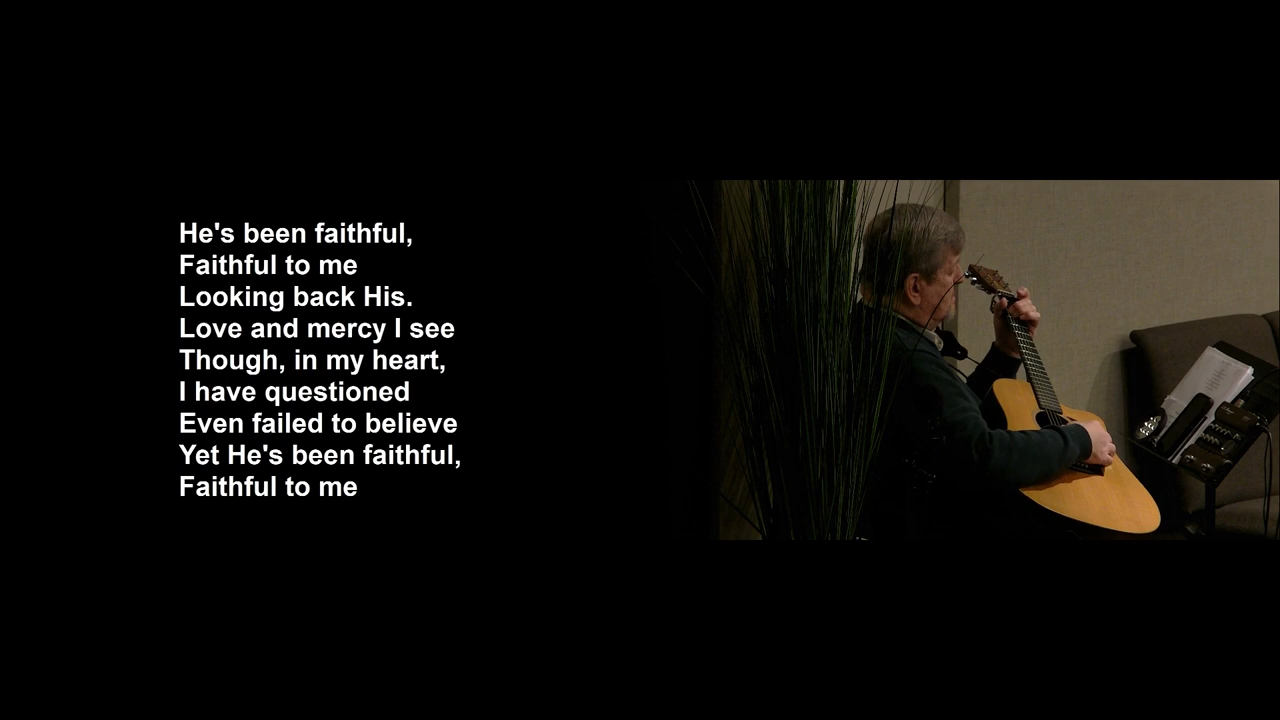 He's been faithful,
Faithful to me
Looking back His.
Love and mercy I see
Though, in my heart,
I have questioned
Even failed to believe
Yet He's been faithful,
Faithful to me